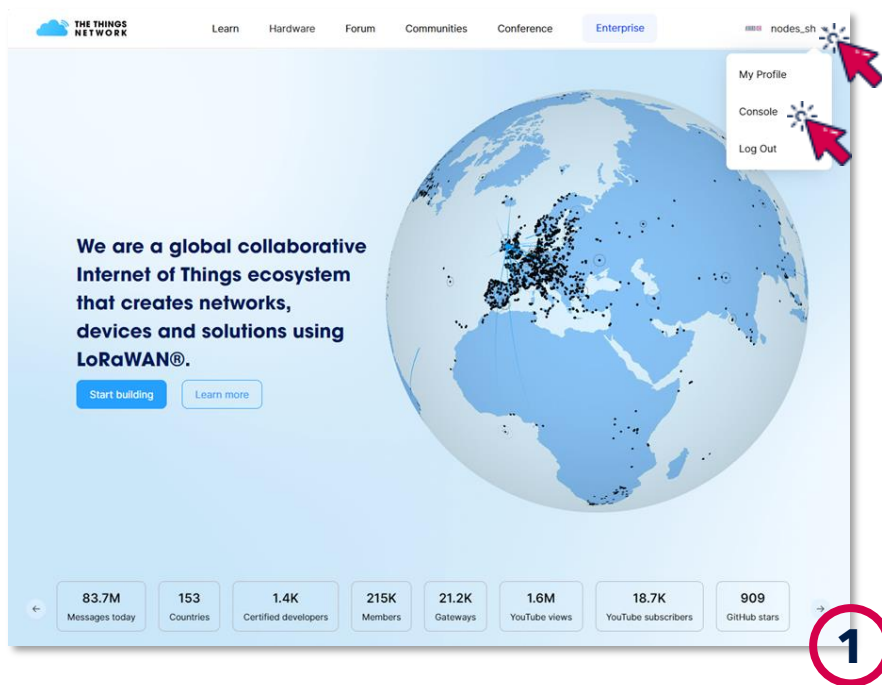 THE THINGS
NETWORK
Learn Hardware Forum Communities Conference Enterprise nodes_sh
My Profile
Console
Log Out
We are a global collaborative
Internet of Things ecosystem
that creates networks,
devices and solutions using
LoRaWAN®.
Start building Learn more
83.7M 153 1.4K 215K 21.2K 1.6M 18.7K 909
Messages today Countries Certified developers Members Gateways YouTube views YouTube subscribers GitHub stars
1